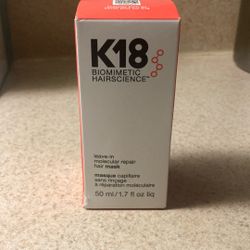 K18
BIOMIMETIC
HAIRSCIENCE™
leave-in
molecular repair
hair mask
masque capillaire
sans rinçage
à réparation moléculaire
50 ml/1.7 fl oz liq